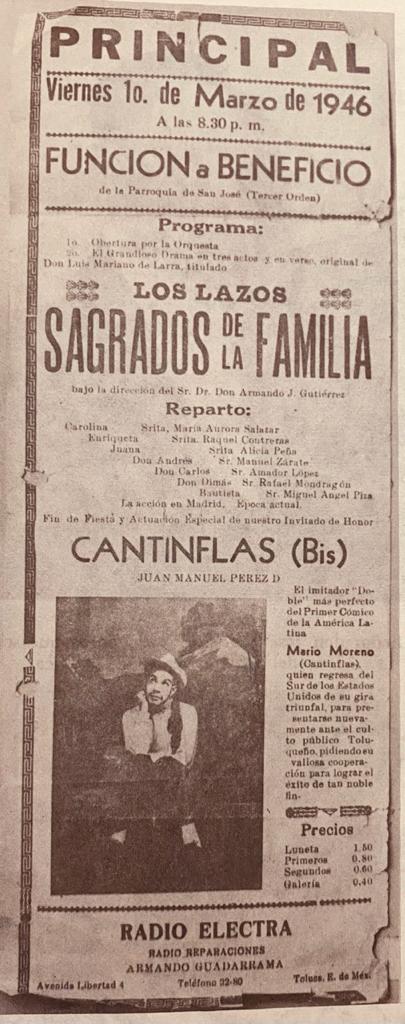 PRINCIPAL
Viernes 1o. de Marzo de 1946
A las 8.30 p. m.
FUNCION a BENEFICIO
de la Parroquia de San José (Tercer Orden)
Programa:
1o. Obertura por la Orquesta
2o. El Grandioso Drama en tres actos y en verso, original de
Don Luis Mariano de Larra, titulado
LOS LAZOS
SAGRADOS DE LA FAMILIA
bajo la dirección del Sr. Dr. Don Armando J. Gutiérrez
Reparto:
Carolina Srita. María Aurora Salazar
Enriqueta Srita. Raquel Contreras
Juana Srita Alicia Peña
Don Andrés Sr. Manuel Zárate
Don Carlos Sr. Amador López
Don Dimás Sr. Rafael Mondragón
Bautista Sr. Miguel Angel Piza
La acción en Madrid. Epoca actual.
Fin de Fiesta y Actuación Especial de nuestro Invitado de Honor
CANTINFLAS (Bis)
JUAN MANUEL PEREZ D
El imitador "Do-
ble" más perfecto
del Primer Cómico
de la América La-
tina
Mario Moreno
(Cantinflas),
quien regresa del
Sur de los Estados
Unidos de su gira
triunfal, para pre-
sentarse nueva-
mente ante el cul-
to público Tolu-
queño, pidiendo su
valiosa coopera-
ción para lograr el
éxito de tan noble
fin.
Precios
Luneta 1.50
Primeros 0.80
Segundos 0.60
Galería 0.40
RADIO ELECTRA
RADIO REPARACIONES
ARMANDO GUADARRAMA
Avenida Libertad 4 Teléfono 32-80 Toluca, E. de Méx.